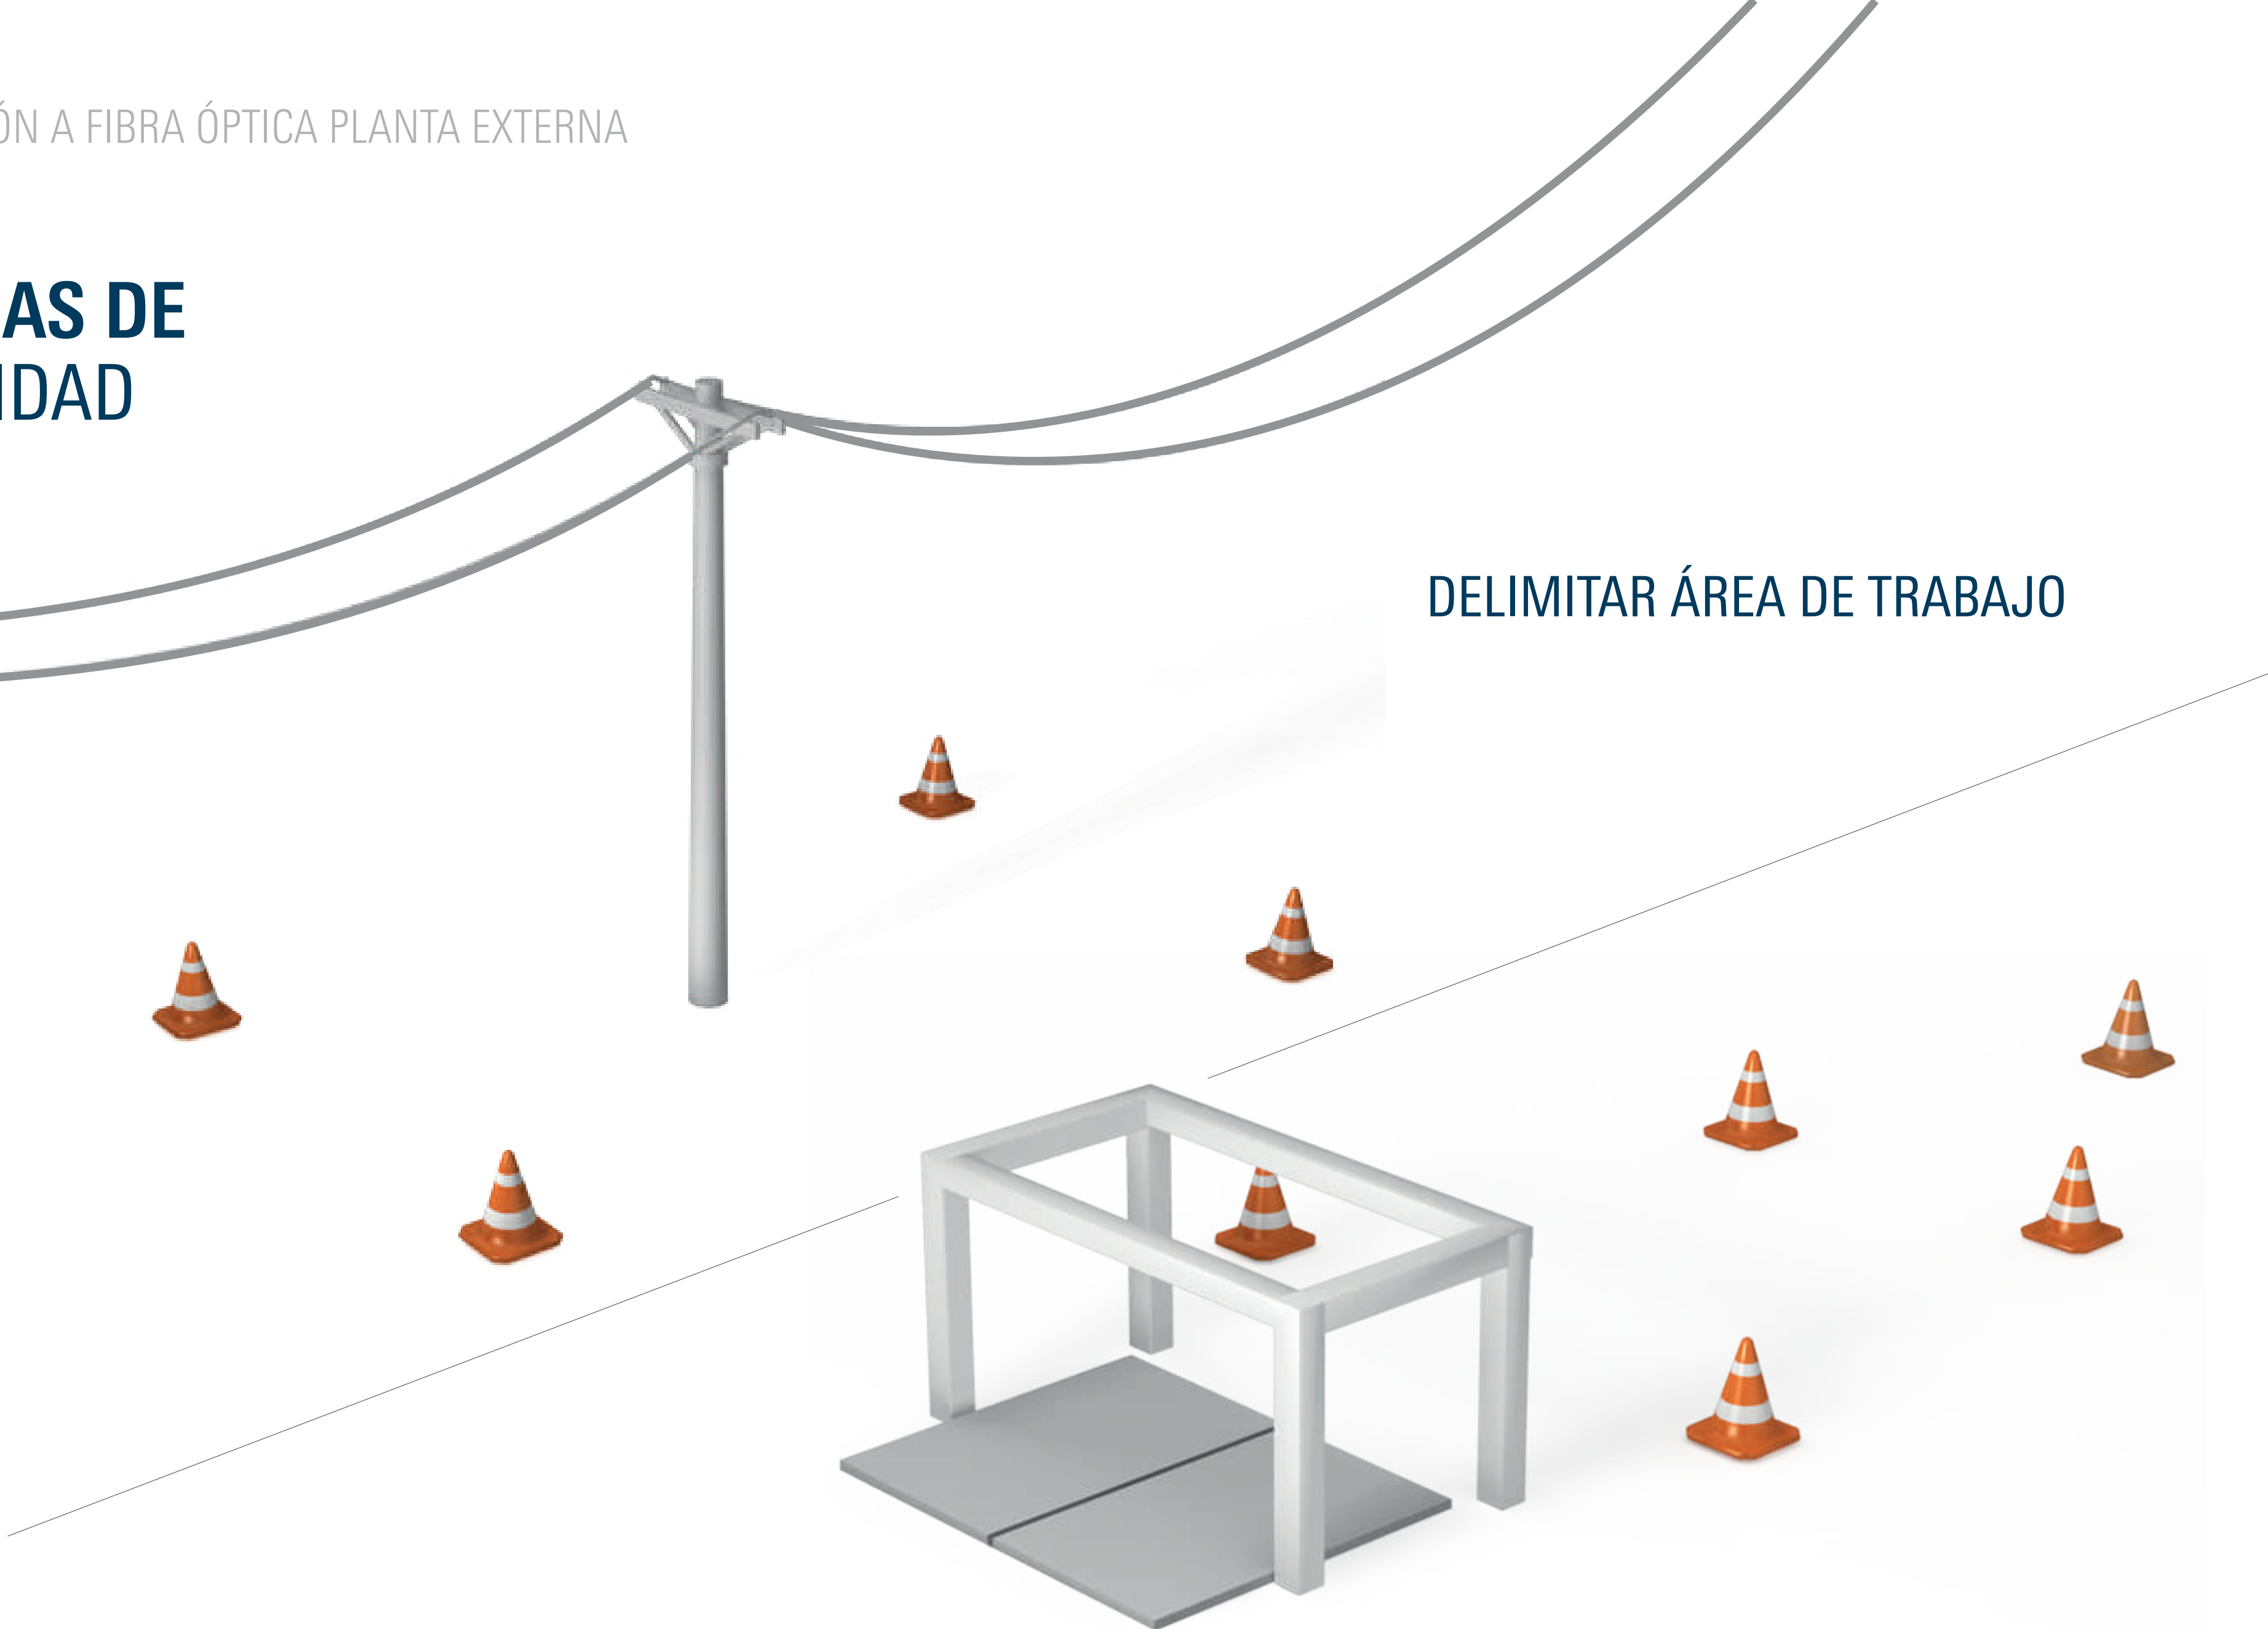 ÓN A FIBRA ÓPTICA PLANTA EXTERNA
AS DE
IDAD
DELIMITAR ÁREA DE TRABAJO